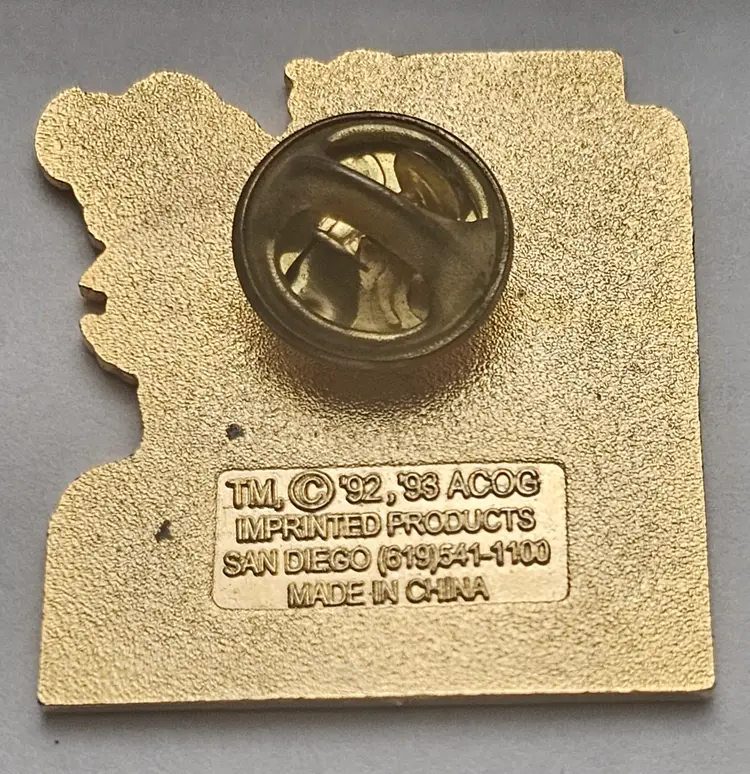 TM, © '92, '93 ACOG
IMPRINTED PRODUCTS
SAN DIEGO (619)541-1100
MADE IN CHINA